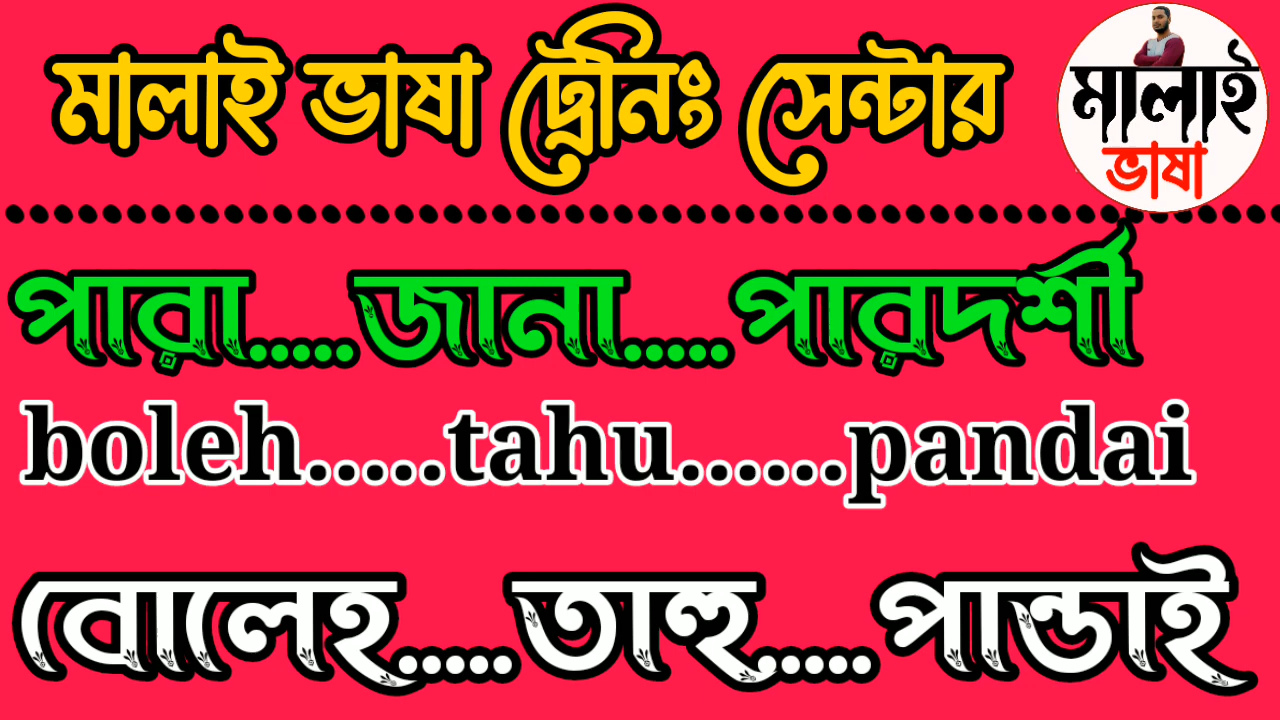 মালাই ভাষা ট্রেনিং সেন্টার
মালাই
ভাষা
পারা.....জানা.....পারদর্শী
boleh.....tahu......pandai
বোলেহ....তাহু.....পান্ডাই